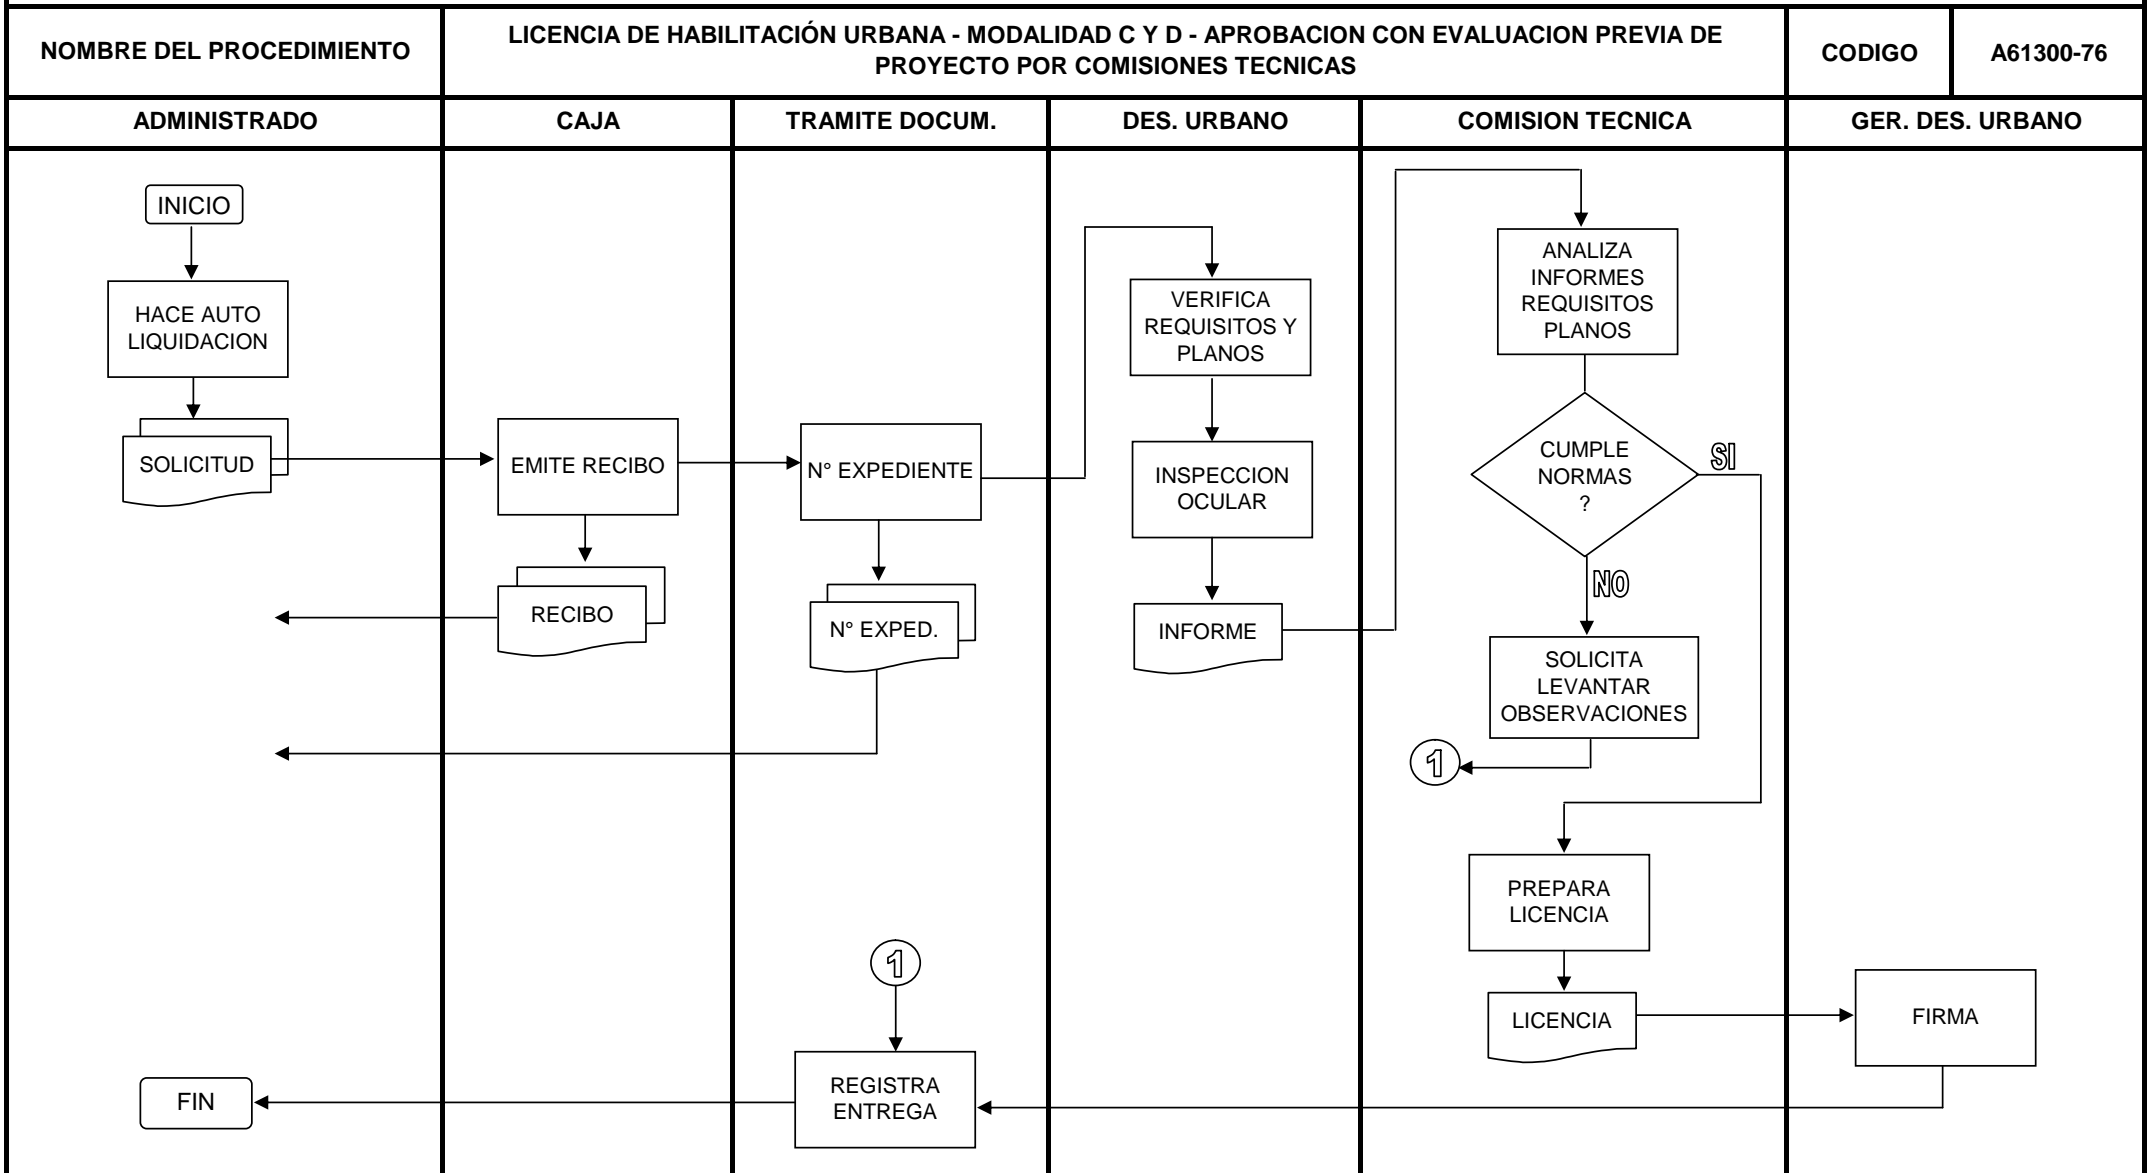 NOMBRE DEL PROCEDIMIENTO
LICENCIA DE HABILITACIÓN URBANA - MODALIDAD C Y D - APROBACION CON EVALUACION PREVIA DE
PROYECTO POR COMISIONES TECNICAS
CODIGO
A61300-76
ADMINISTRADO
CAJA
TRAMITE DOCUM.
DES. URBANO
COMISION TECNICA
GER. DES. URBANO
INICIO
HACE AUTO
LIQUIDACION
SOLICITUD
EMITE RECIBO
RECIBO
N° EXPEDIENTE
N° EXPED.
VERIFICA
REQUISITOS Y
PLANOS
INSPECCION
OCULAR
INFORME
ANALIZA
INFORMES
REQUISITOS
PLANOS
CUMPLE
NORMAS
?
SI
NO
SOLICITA
LEVANTAR
OBSERVACIONES
1
PREPARA
LICENCIA
LICENCIA
FIRMA
1
REGISTRA
ENTREGA
FIN